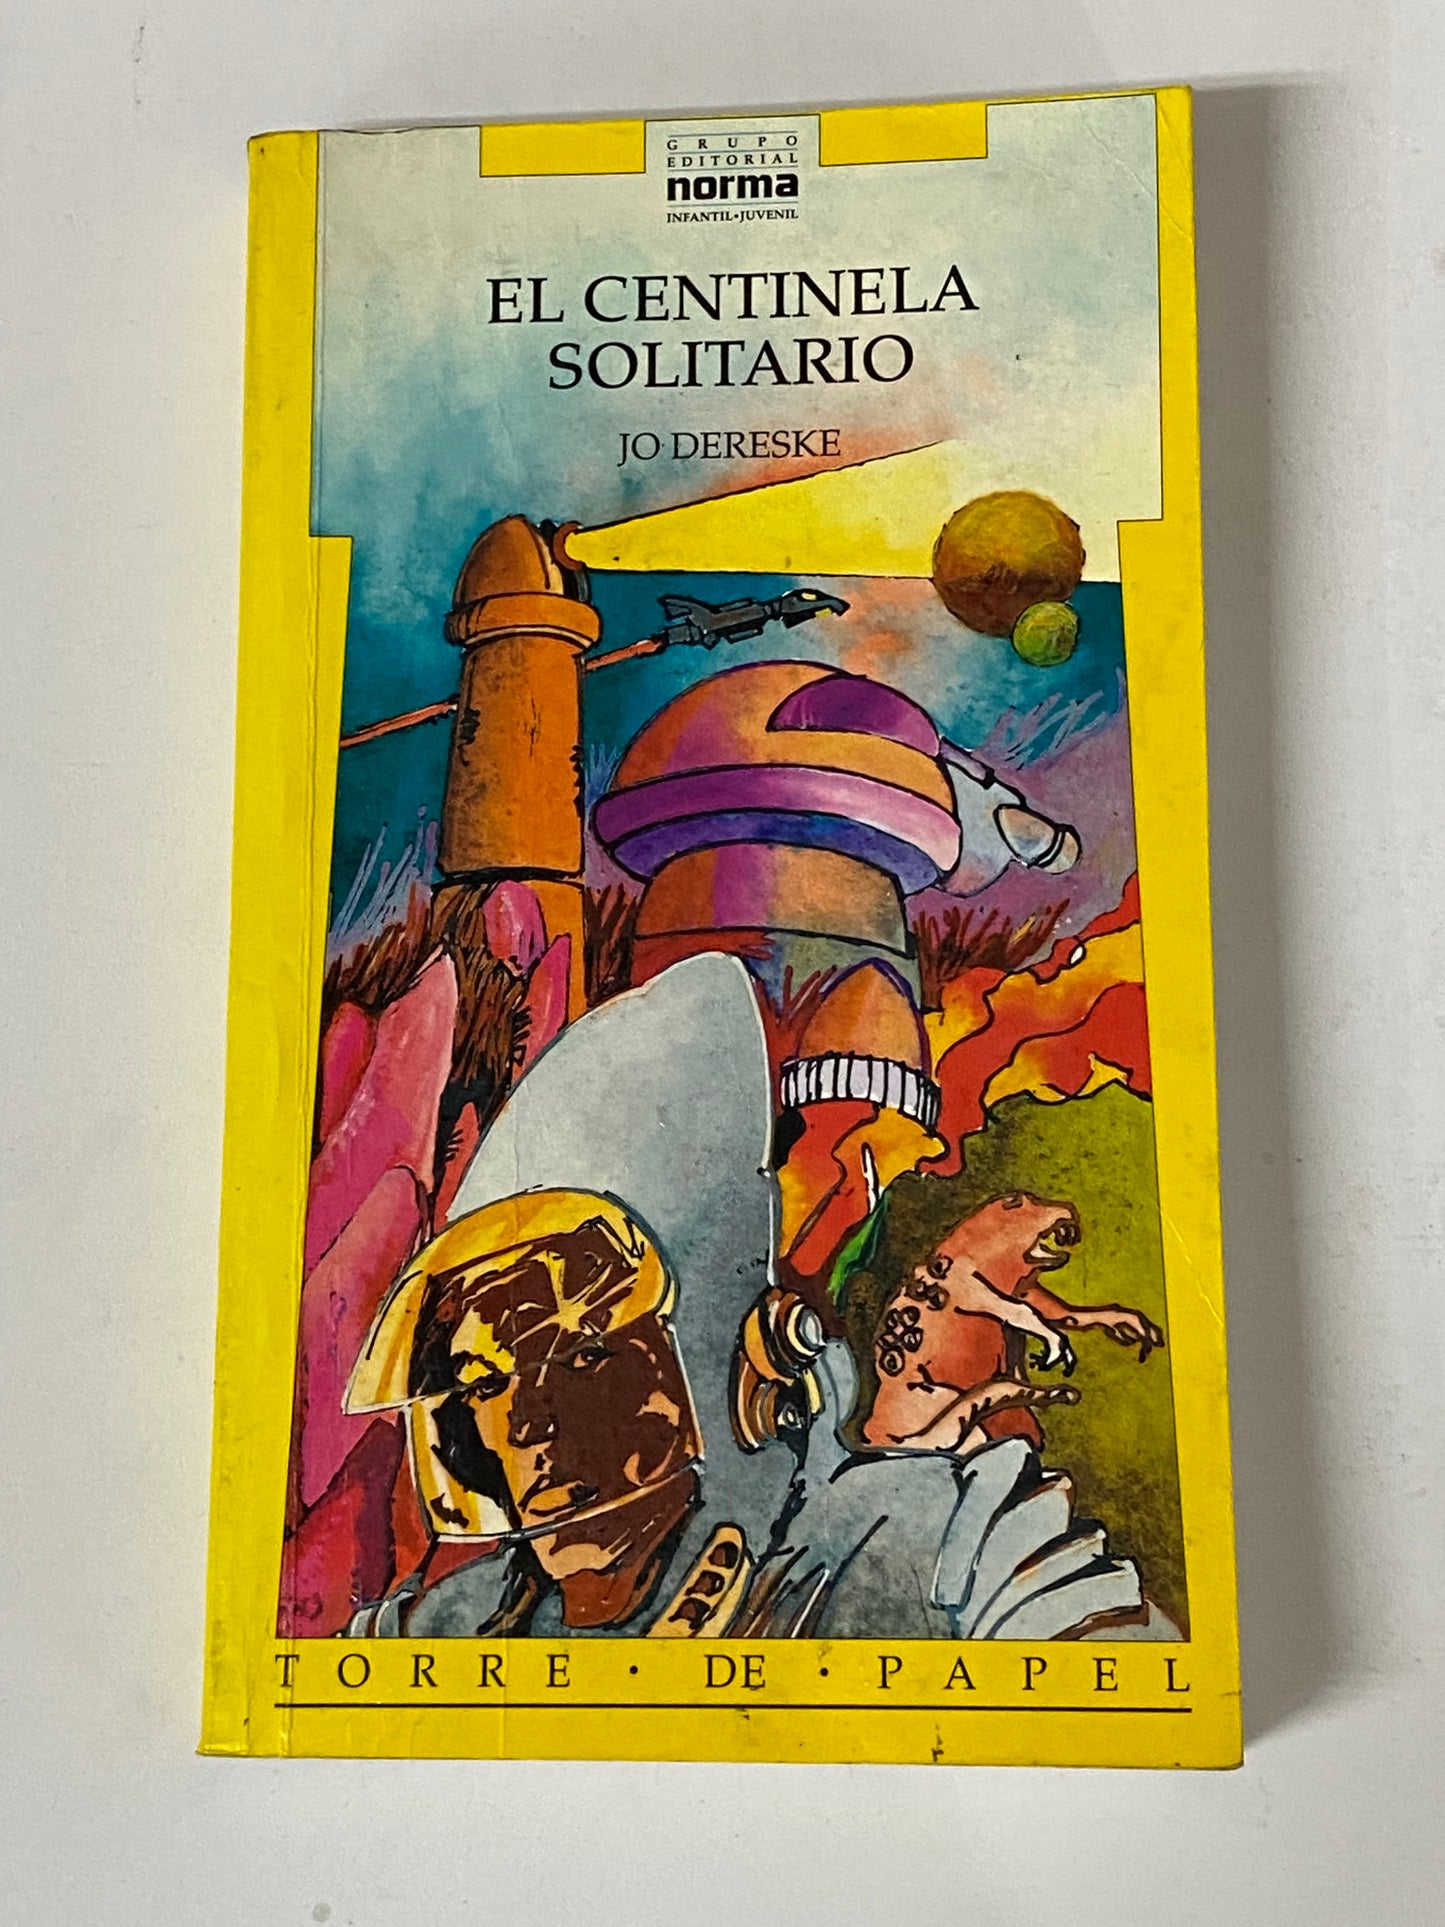 GRUPO
EDITORIAL
norma
INFANTIL•JUVENIL
EL CENTINELA
SOLITARIO
JO DERESKE
TORRE • DE • PAPEL